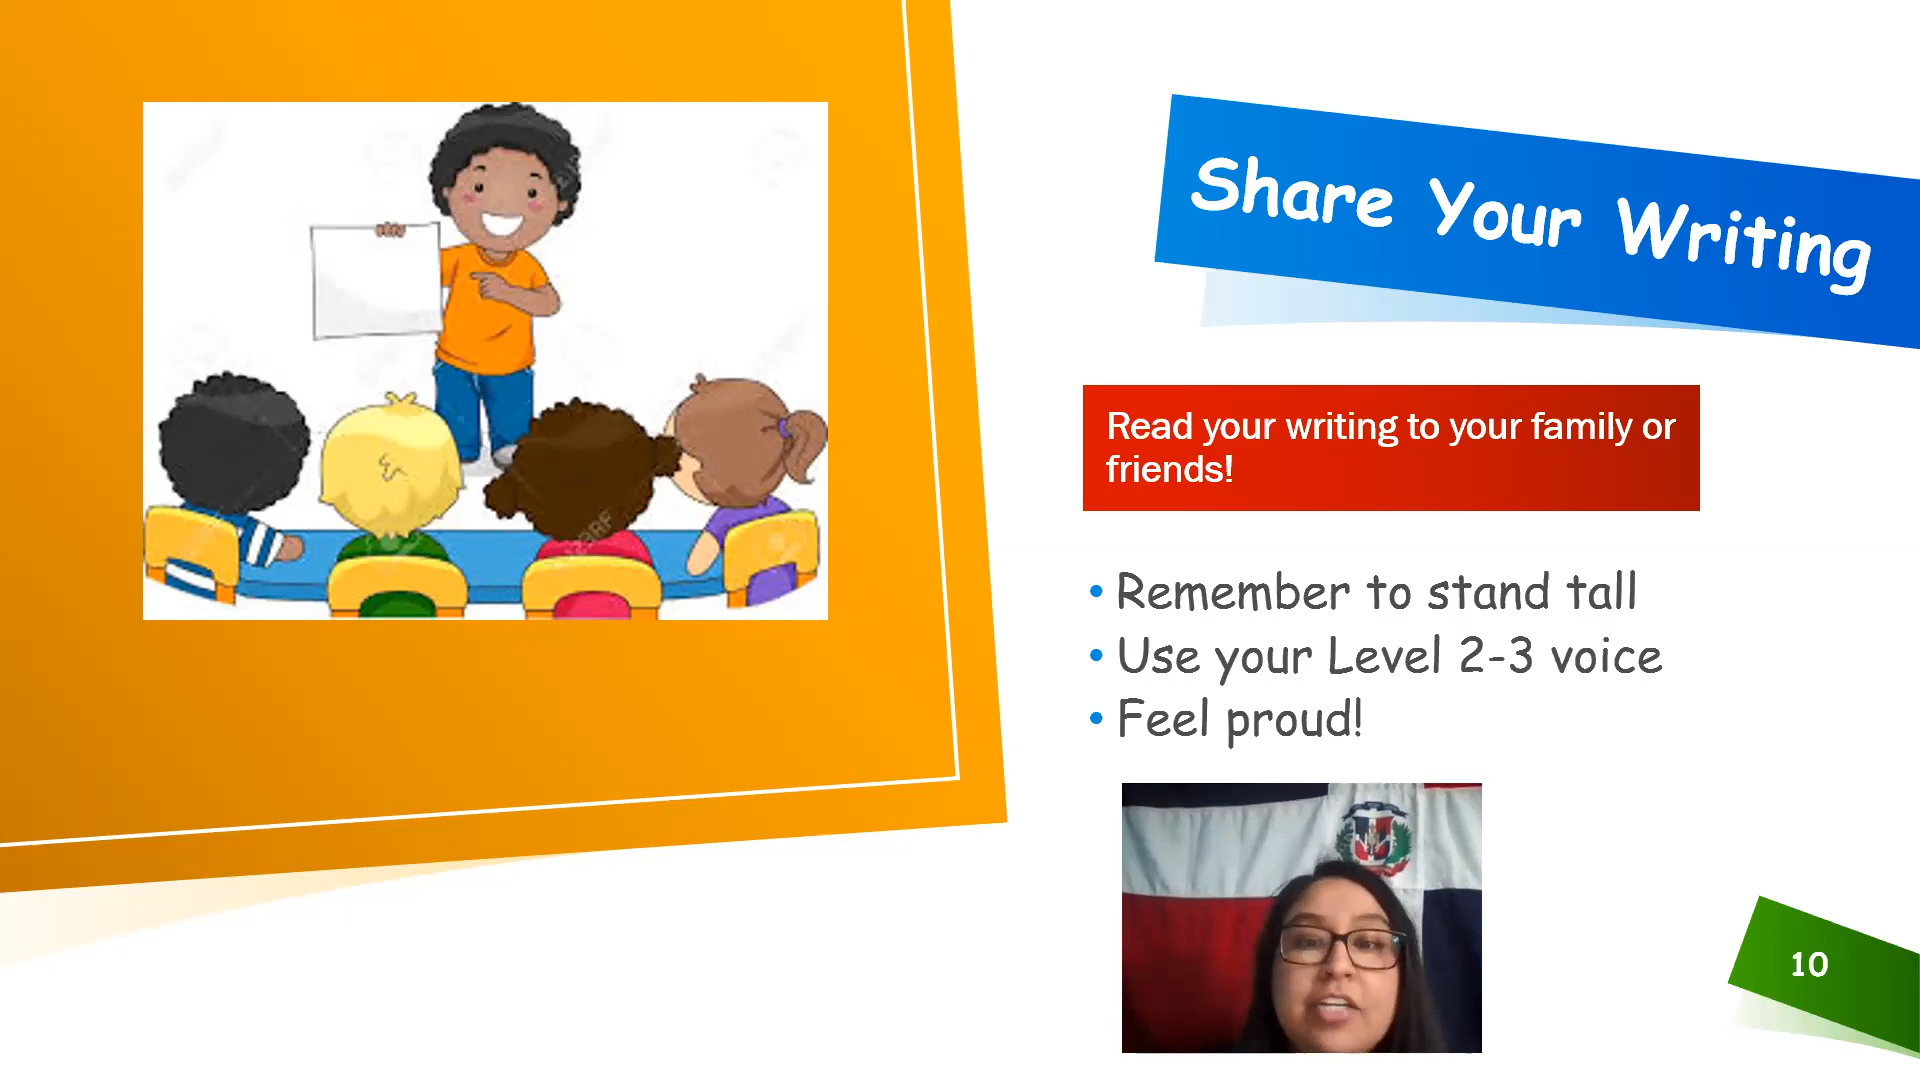 Share Your Writing
Read your writing to your family or
friends!
• Remember to stand tall
• Use your Level 2-3 voice
• Feel proud!
10